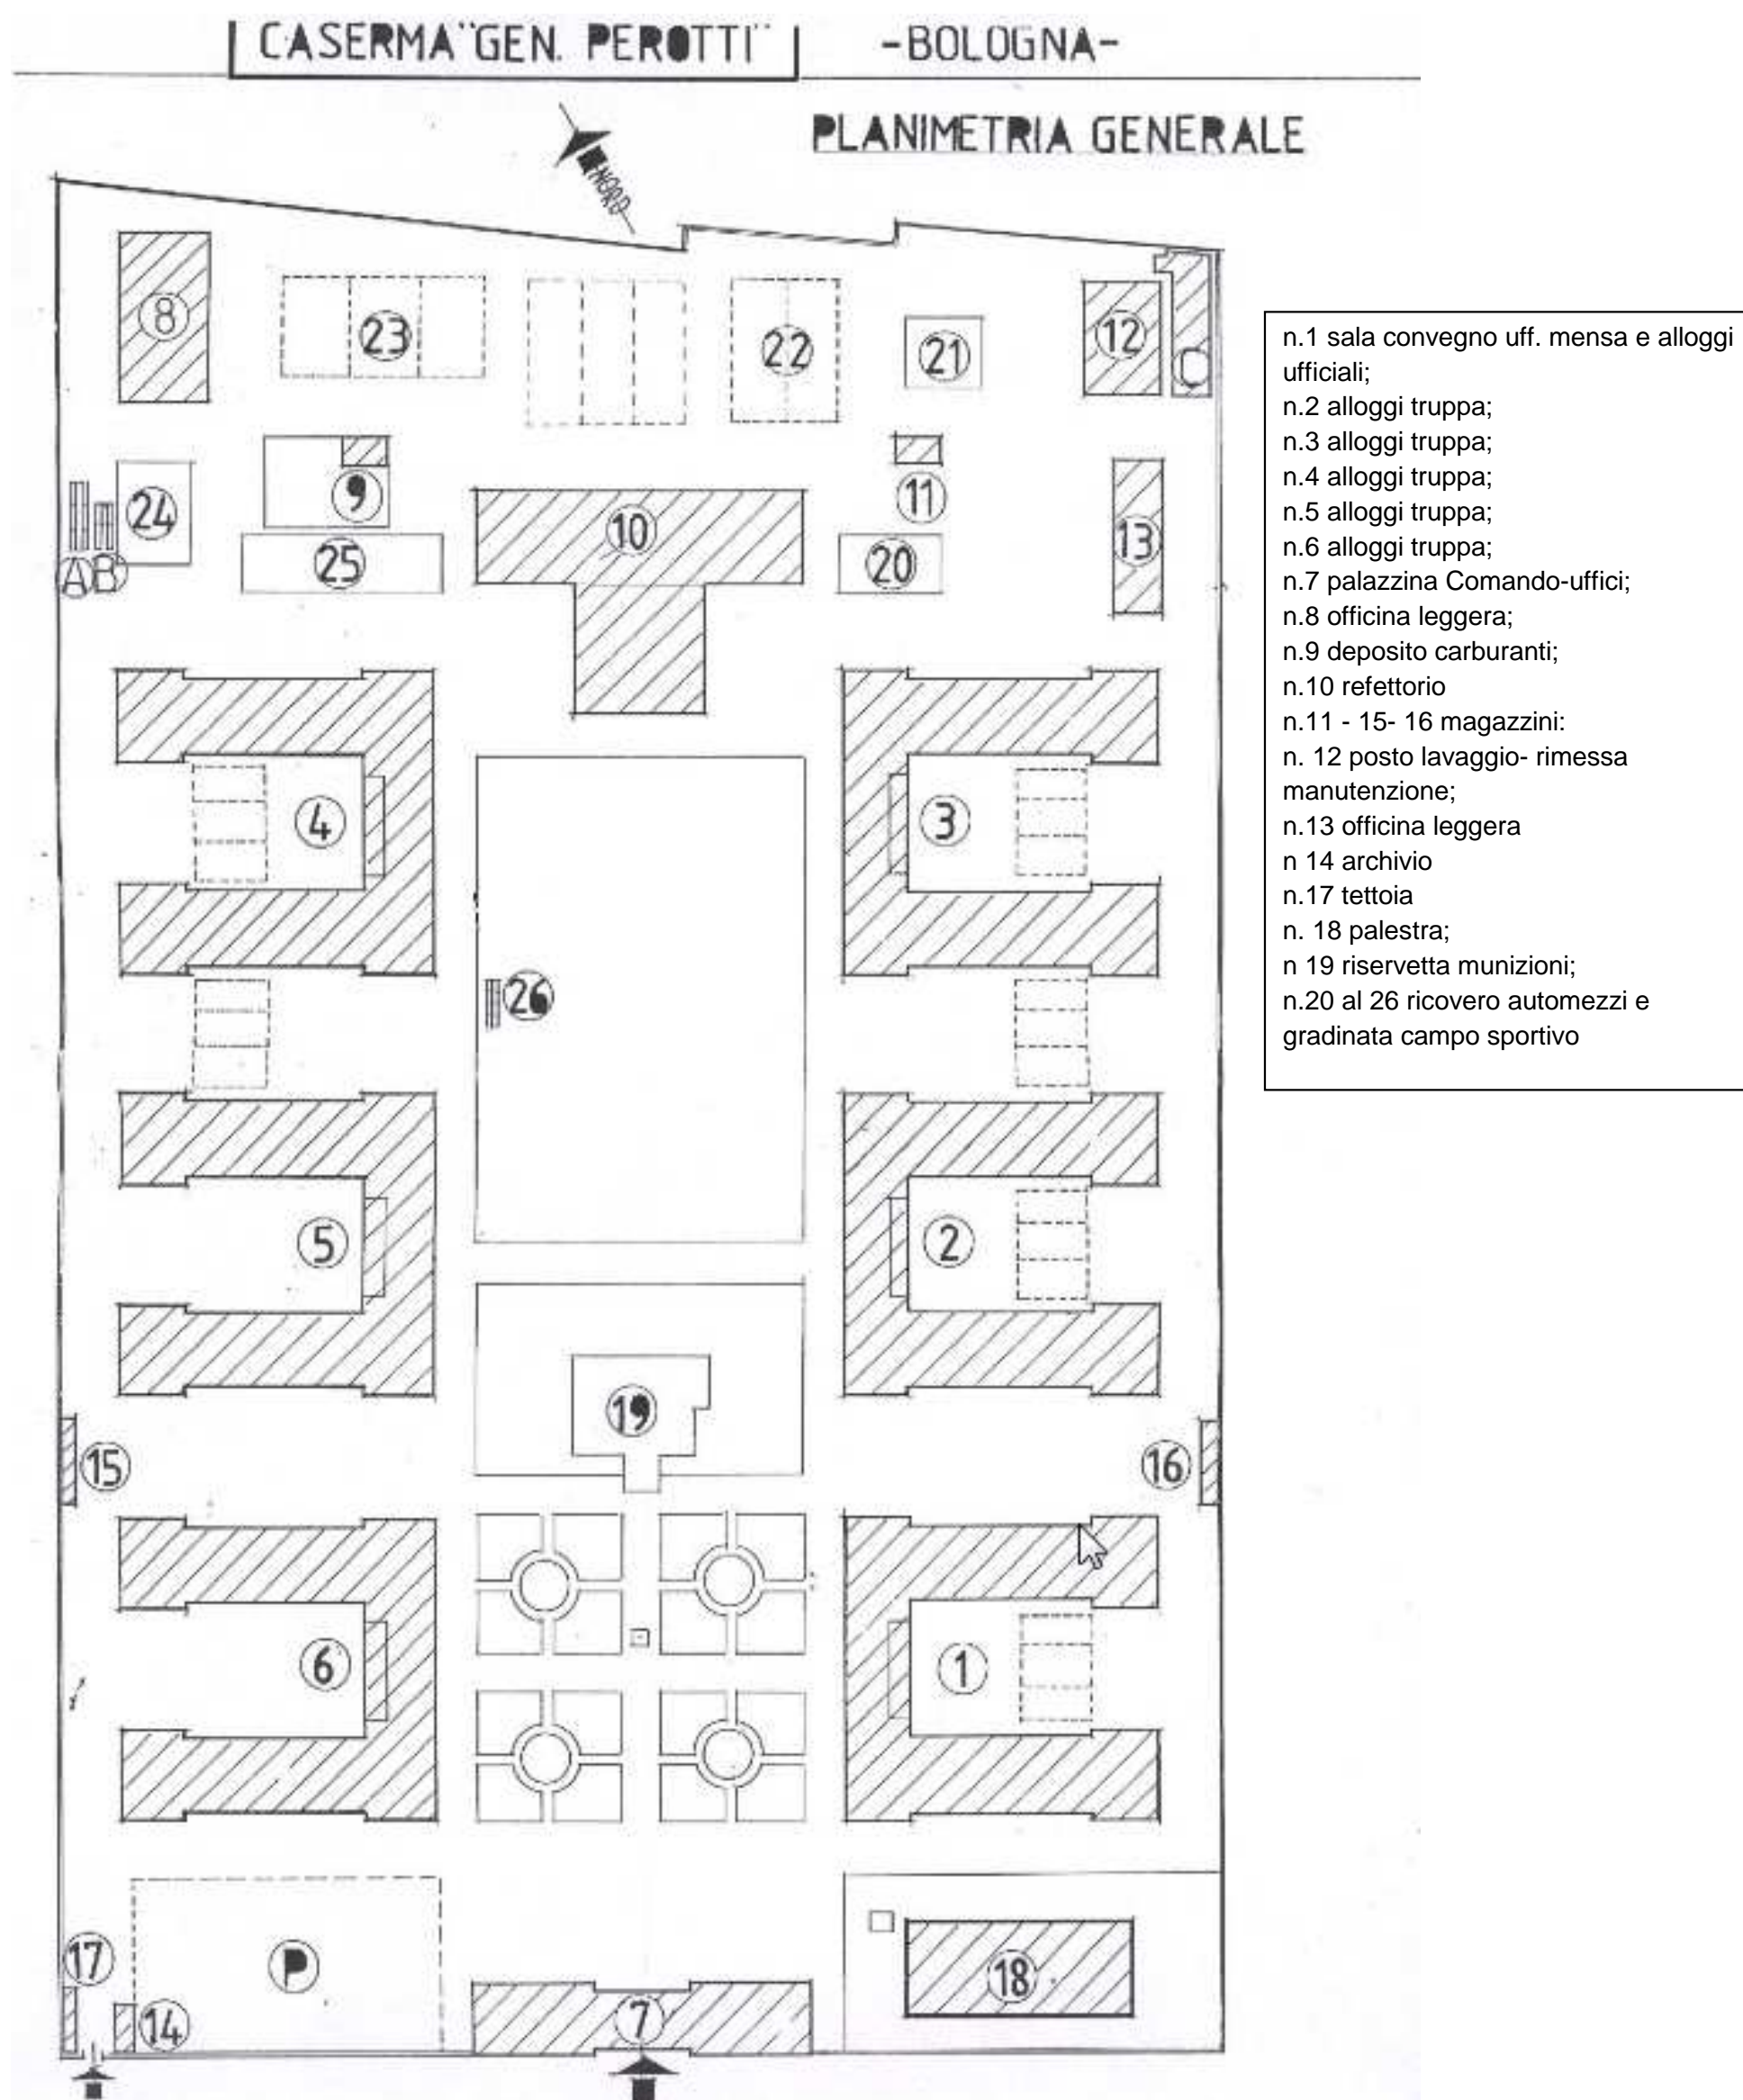 CASERMA "GEN. PEROTTI" -BOLOGNA-
PLANIMETRIA GENERALE
NORD
8
23
22
21
12
C
24
9
11
10
13
A B
25
20
4
3
26
5
2
19
15
16
6
1
17
P
18
14
7
n.1 sala convegno uff. mensa e alloggi
ufficiali;
n.2 alloggi truppa;
n.3 alloggi truppa;
n.4 alloggi truppa;
n.5 alloggi truppa;
n.6 alloggi truppa;
n.7 palazzina Comando-uffici;
n.8 officina leggera;
n.9 deposito carburanti;
n.10 refettorio
n.11 - 15- 16 magazzini:
n. 12 posto lavaggio- rimessa
manutenzione;
n.13 officina leggera
n 14 archivio
n.17 tettoia
n. 18 palestra;
n 19 riservetta munizioni;
n.20 al 26 ricovero automezzi e
gradinata campo sportivo